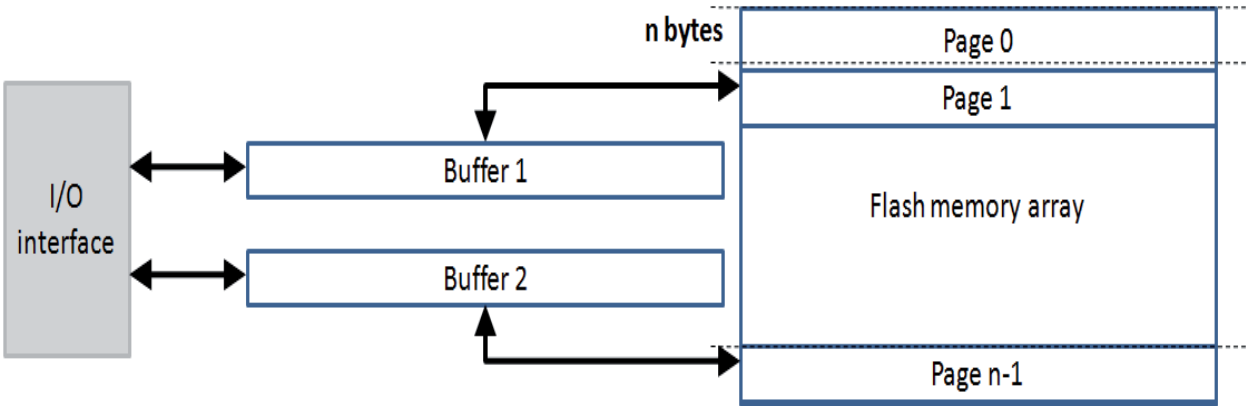 n bytes
Page 0
Page 1
Buffer 1
I/O
interface
Flash memory array
Buffer 2
Page n-1